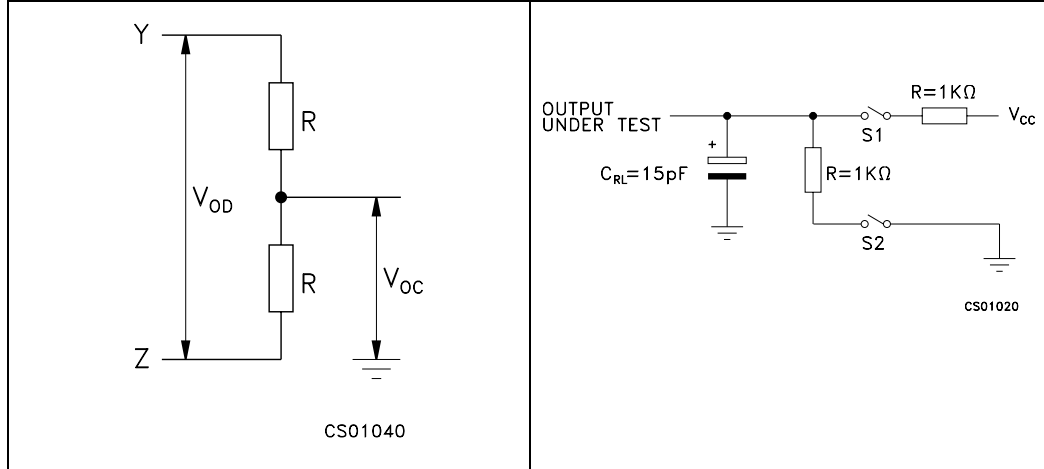 Y
R
V_OD
R
V_OC
Z
CS01040
R=1KΩ
OUTPUT
UNDER TEST
V_CC
S1
+
C_RL=15pF
R=1KΩ
S2
CS01020